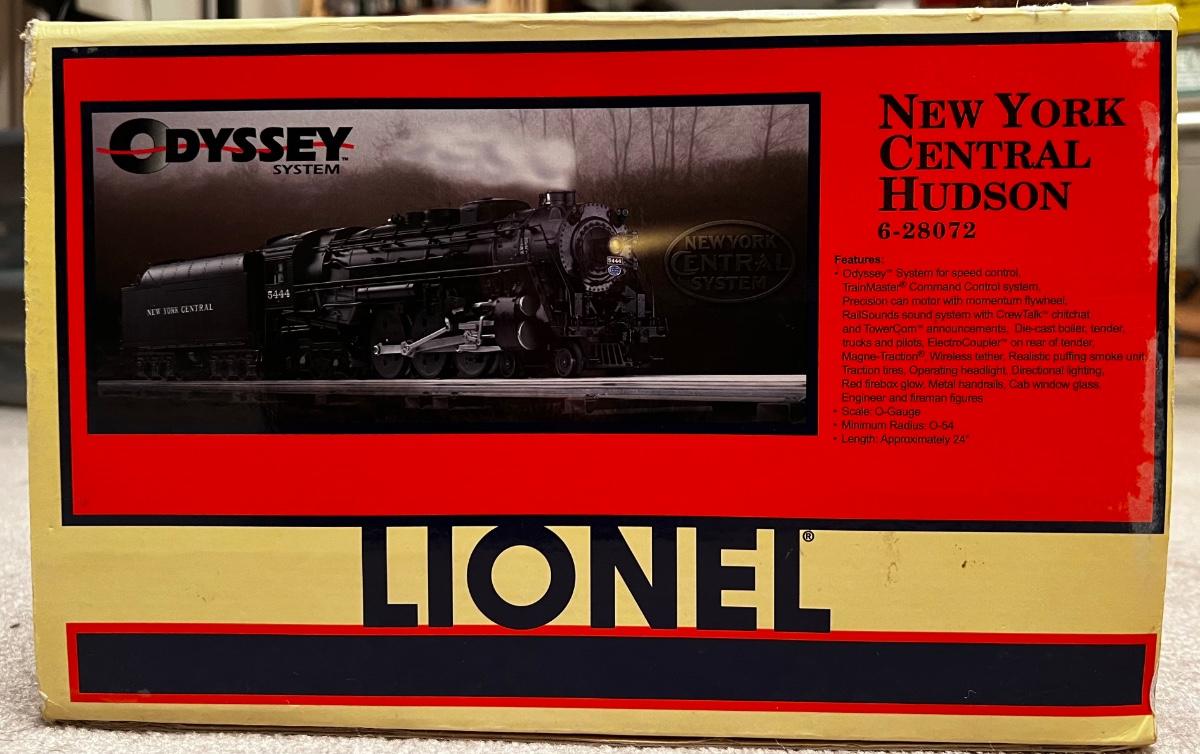 ODYSSEY™
SYSTEM
NEW YORK
CENTRAL
HUDSON
6-28072
NEW YORK
CENTRAL
SYSTEM
5444
5444
NEW YORK CENTRAL
Features:
• Odyssey™ System for speed control,
TrainMaster® Command Control system,
Precision can motor with momentum flywheel,
RailSounds sound system with CrewTalk™ chitchat
and TowerCom™ announcements, Die-cast boiler, tender,
trucks and pilots, ElectroCoupler™ on rear of tender,
Magne-Traction®, Wireless tether, Realistic puffing smoke unit,
Traction tires, Operating headlight, Directional lighting,
Red firebox glow, Metal handrails, Cab window glass,
Engineer and fireman figures
• Scale: O-Gauge
• Minimum Radius: O-54
• Length: Approximately 24"
LIONEL®